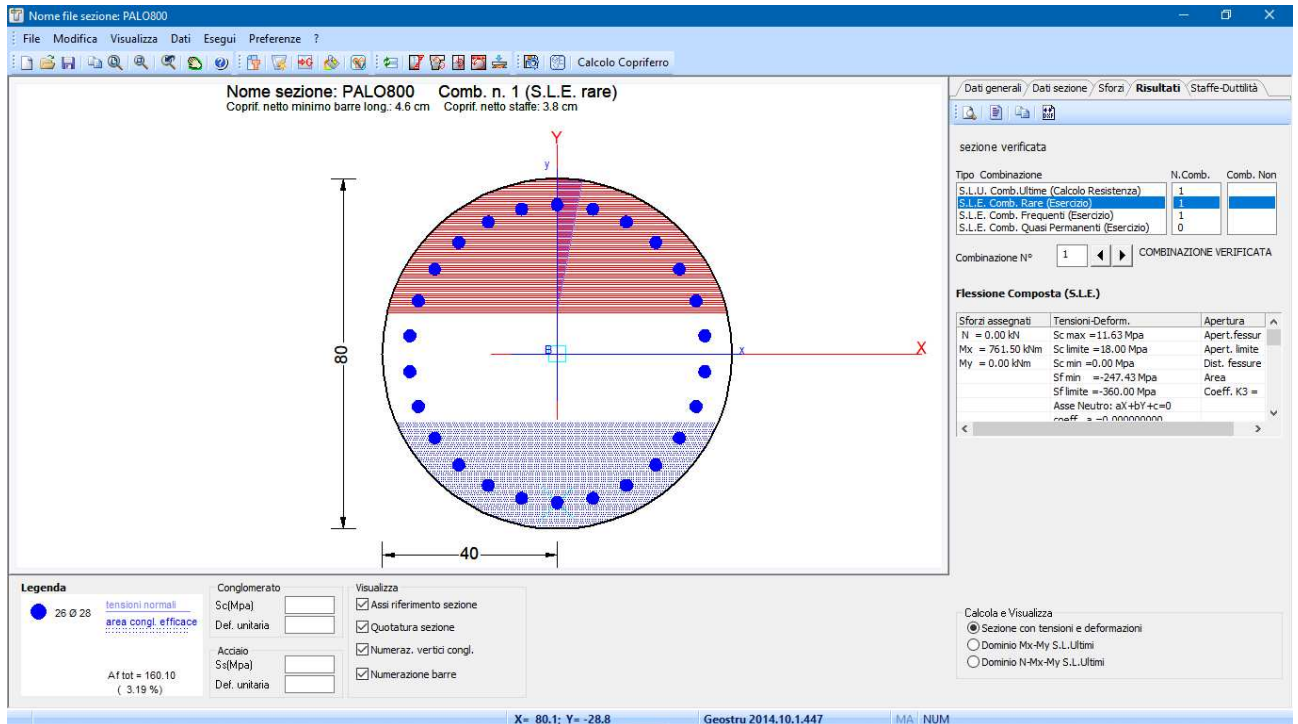 Nome file sezione: PALO800
File Modifica Visualizza Dati Esegui Preferenze ?
Calcolo Copriferro
Nome sezione: PALO800 Comb. n. 1 (S.L.E. rare)
Coprif. netto minimo barre long.: 4.6 cm Coprif. netto staffe: 3.8 cm
Y
y
80
B
x
X
40
Dati generali Dati sezione Sforzi Risultati Staffe-Duttilità
sezione verificata
Tipo Combinazione N.Comb. Comb. Non
S.L.U. Comb.Ultime (Calcolo Resistenza) 1
S.L.E. Comb. Rare (Esercizio) 1
S.L.E. Comb. Frequenti (Esercizio) 1
S.L.E. Comb. Quasi Permanenti (Esercizio) 0
Combinazione N° 1 COMBINAZIONE VERIFICATA
Flessione Composta (S.L.E.)
Sforzi assegnati Tensioni-Deform. Apertura
N = 0.00 kN Sc max =11.63 Mpa Apert.fessur
Mx = 761.50 kNm Sc limite =18.00 Mpa Apert. limite
My = 0.00 kNm Sc min =0.00 Mpa Dist. fessure
Sf min =-247.43 Mpa Area
Sf limite =-360.00 Mpa Coeff. K3 =
Asse Neutro: aX+bY+c=0
coeff. a =0.000000000
Legenda
26 Ø 28
tensioni normali
area congl. efficace
Af tot = 160.10
( 3.19 %)
Conglomerato
Sc(Mpa)
Def. unitaria
Acciaio
Ss(Mpa)
Def. unitaria
Visualizza
Assi riferimento sezione
Quotatura sezione
Numeraz. vertici congl.
Numerazione barre
Calcola e Visualizza
Sezione con tensioni e deformazioni
Dominio Mx-My S.L.Ultimi
Dominio N-Mx-My S.L.Ultimi
X= 80.1; Y= -28.8 Geostru 2014.10.1.447 MA NUM